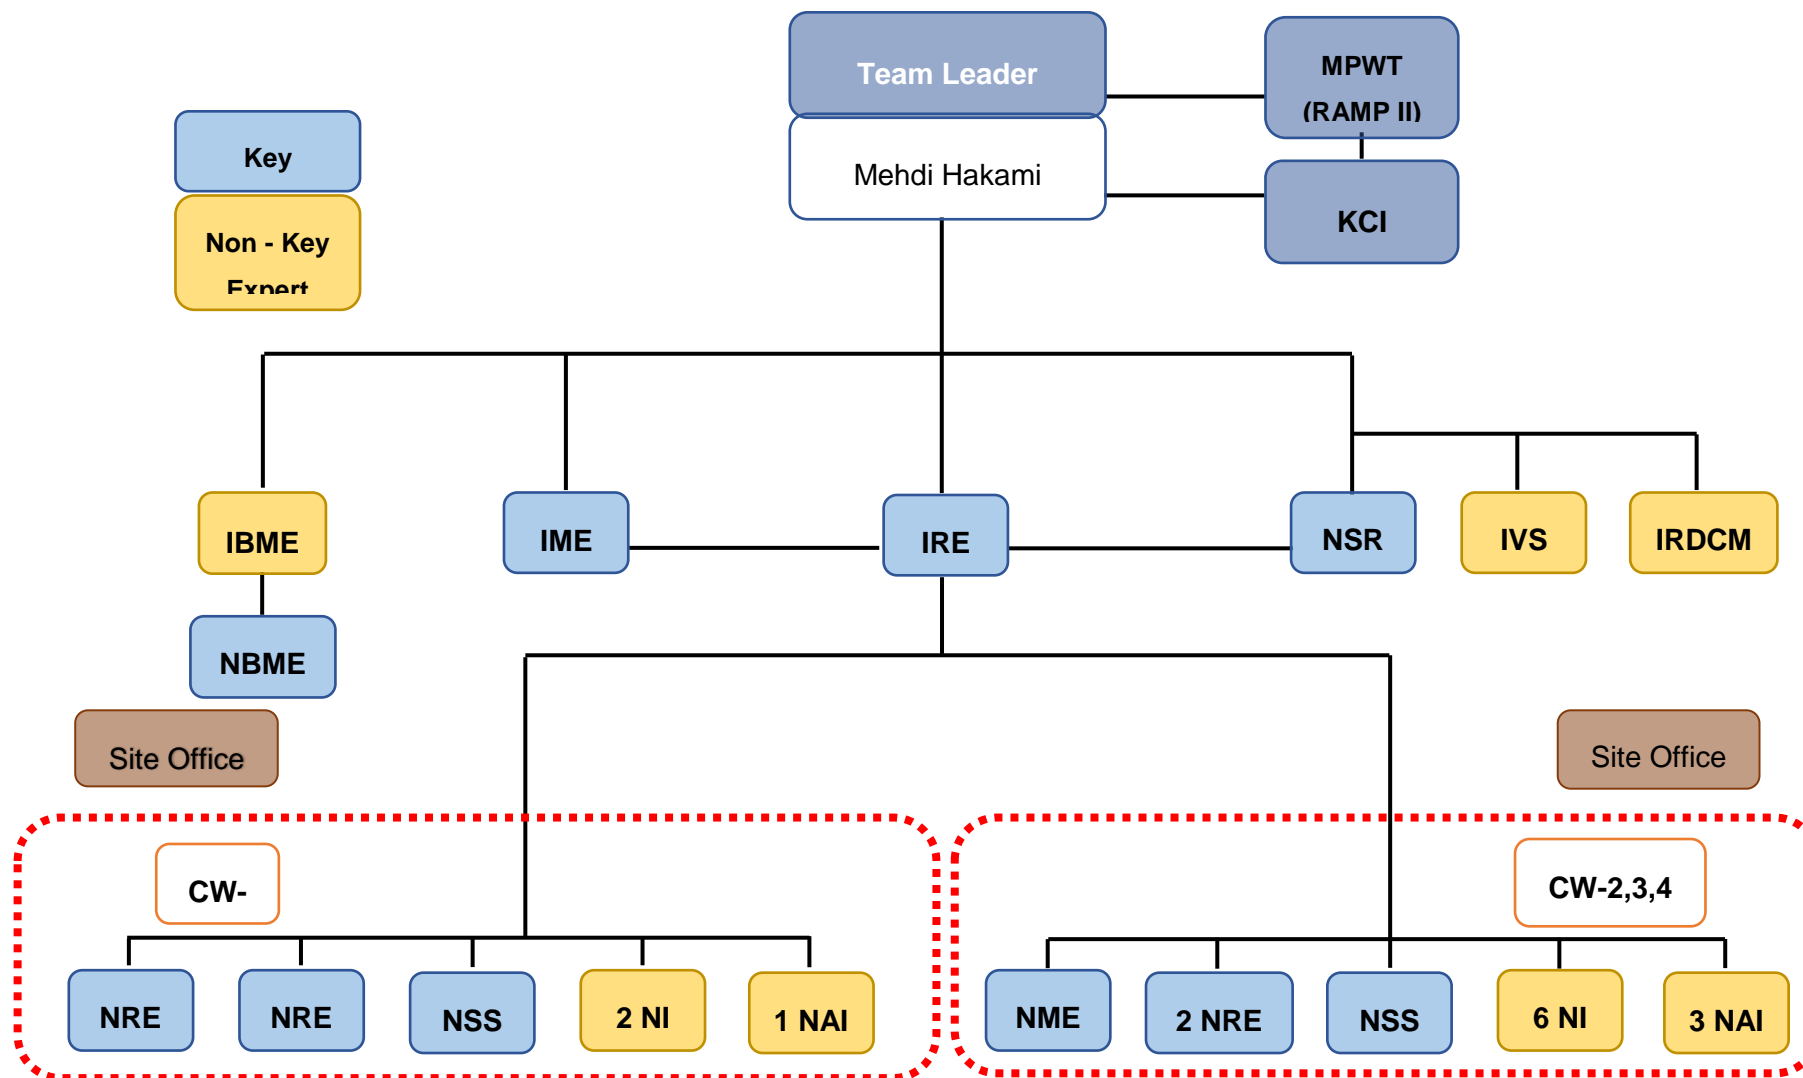 Team Leader
Mehdi Hakami
MPWT
(RAMP II)
KCI
Key
Non - Key
Expert
IBME
IME
IRE
NSR
IVS
IRDCM
NBME
Site Office
Site Office
CW-
NRE
NRE
NSS
2 NI
1 NAI
CW-2,3,4
NME
2 NRE
NSS
6 NI
3 NAI